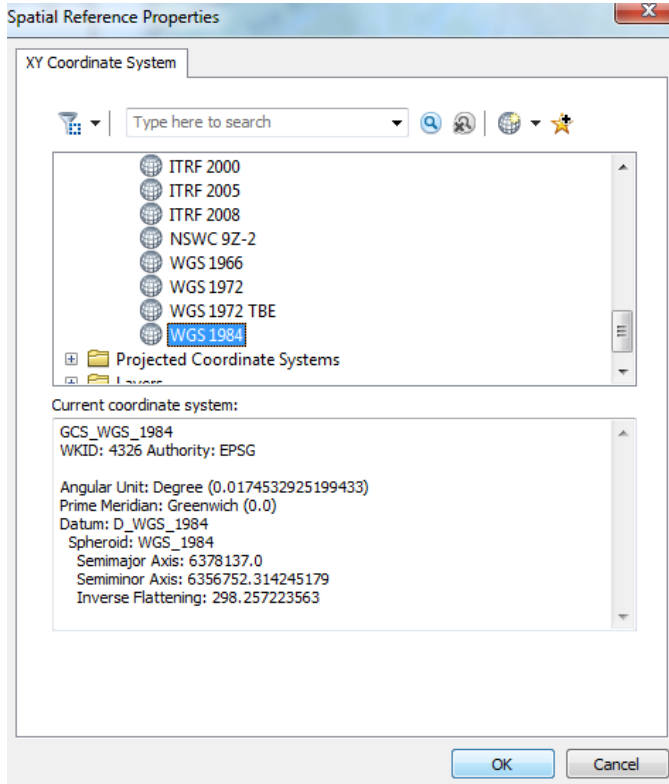 Spatial Reference Properties
XY Coordinate System
Type here to search
ITRF 2000
ITRF 2005
ITRF 2008
NSWC 9Z-2
WGS 1966
WGS 1972
WGS 1972 TBE
WGS 1984
Projected Coordinate Systems
Layers
Current coordinate system:
GCS_WGS_1984
WKID: 4326 Authority: EPSG
Angular Unit: Degree (0.0174532925199433)
Prime Meridian: Greenwich (0.0)
Datum: D_WGS_1984
Spheroid: WGS_1984
Semimajor Axis: 6378137.0
Semiminor Axis: 6356752.314245179
Inverse Flattening: 298.257223563
OK
Cancel